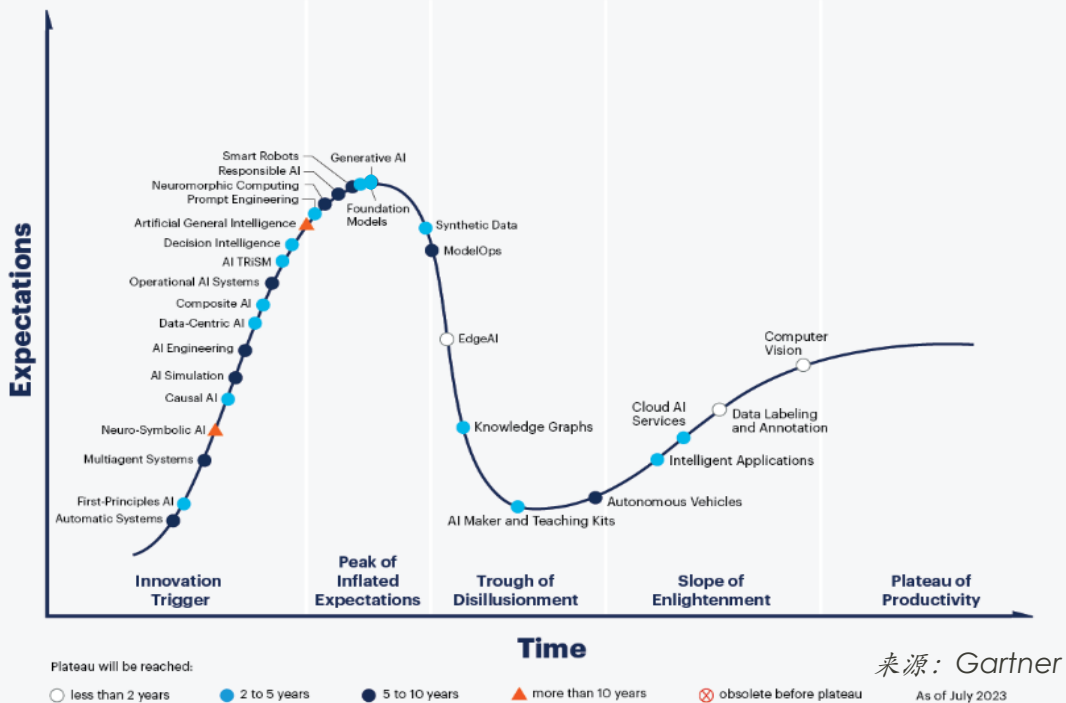 Expectations
Smart Robots
Generative AI
Responsible AI
Neuromorphic Computing
Prompt Engineering
Foundation
Models
Artificial General Intelligence
Synthetic Data
Decision Intelligence
ModelOps
AI TRiSM
Operational AI Systems
Composite AI
Data-Centric AI
EdgeAI
Computer
Vision
AI Engineering
AI Simulation
Causal AI
Cloud AI
Services
Data Labeling
and Annotation
Neuro-Symbolic AI
Knowledge Graphs
Multiagent Systems
Intelligent Applications
First-Principles AI
Autonomous Vehicles
Automatic Systems
AI Maker and Teaching Kits
Innovation
Trigger
Peak of
Inflated
Expectations
Trough of
Disillusionment
Slope of
Enlightenment
Plateau of
Productivity
Time
来源：Gartner
Plateau will be reached:
less than 2 years
2 to 5 years
5 to 10 years
more than 10 years
obsolete before plateau
As of July 2023